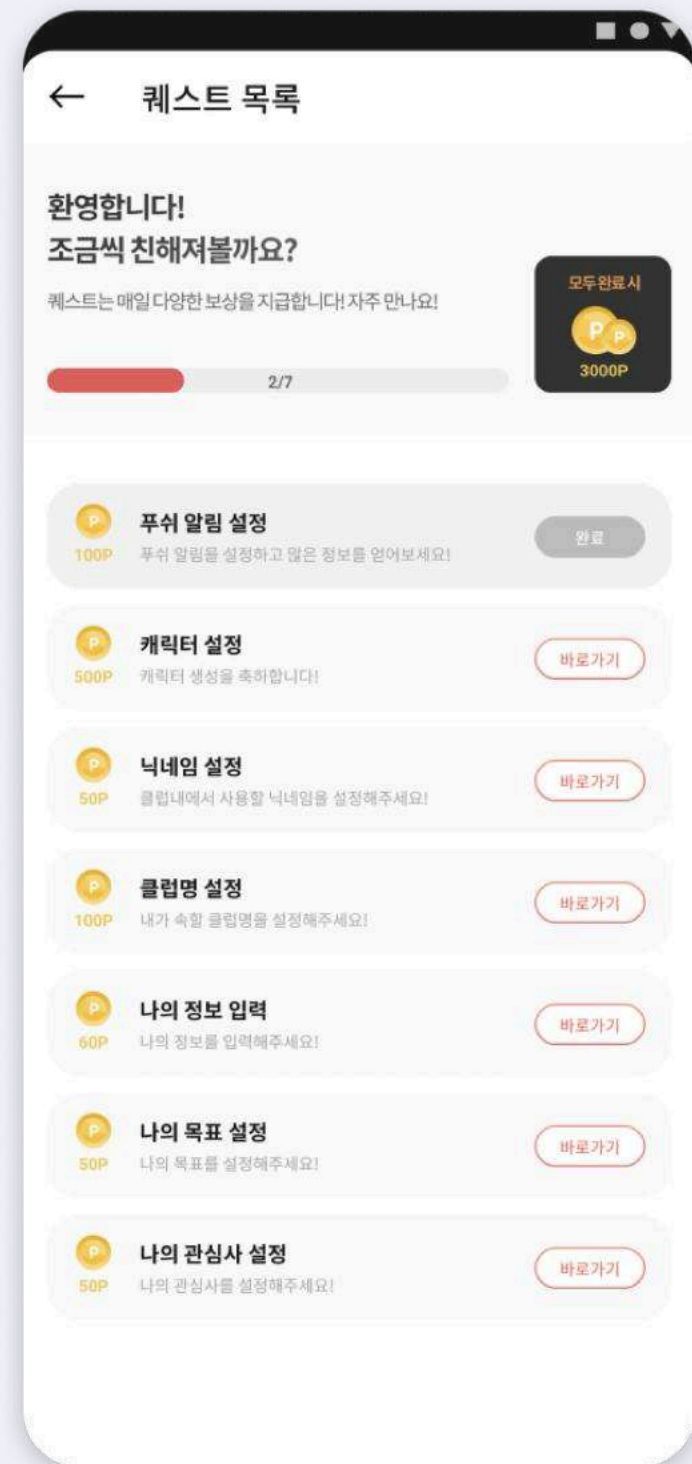 퀘스트 목록
환영합니다!
조금씩 친해져볼까요?
퀘스트는 매일 다양한 보상을 지급합니다! 자주 만나요!
2/7
모두 완료 시
P P
3000P
P
100P
푸쉬 알림 설정
푸쉬 알림을 설정하고 많은 정보를 얻어보세요!
완료
P
500P
캐릭터 설정
캐릭터 생성을 축하합니다!
바로가기
P
50P
닉네임 설정
클럽내에서 사용할 닉네임을 설정해주세요!
바로가기
P
100P
클럽명 설정
내가 속할 클럽명을 설정해주세요!
바로가기
P
60P
나의 정보 입력
나의 정보를 입력해주세요!
바로가기
P
50P
나의 목표 설정
나의 목표를 설정해주세요!
바로가기
P
50P
나의 관심사 설정
나의 관심사를 설정해주세요!
바로가기